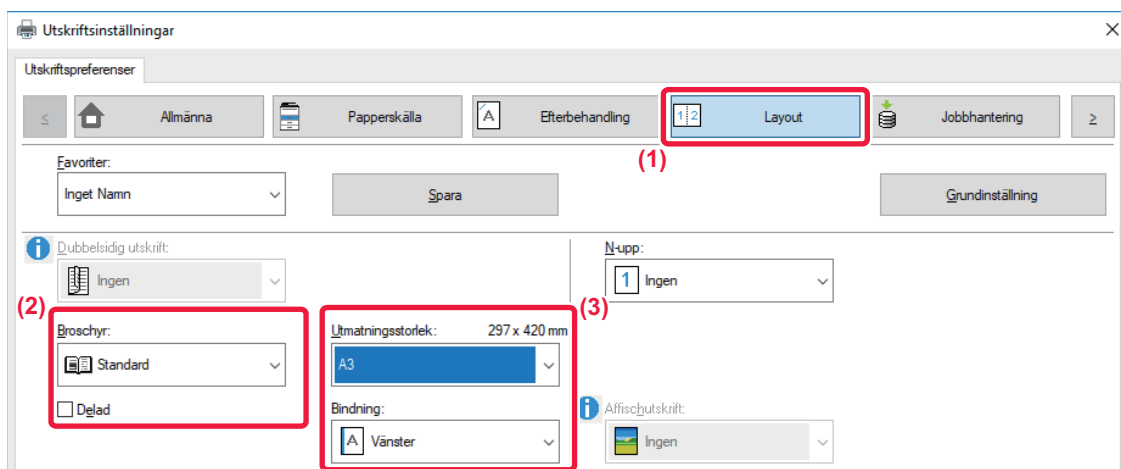 Utskriftsinställningar
Utskriftspreferenser
< Allmänna Papperskälla A Efterbehandling 1 2 Layout Jobbhantering >
(1)
Favoriter:
Inget Namn Spara Grundinställning
Dubbelsidig utskrift: N-upp:
Ingen 1 Ingen
(2) (3)
Broschyr: Utmatningsstorlek: 297 x 420 mm
Standard A3
Delad Bindning: Affischutskrift:
A Vänster Ingen